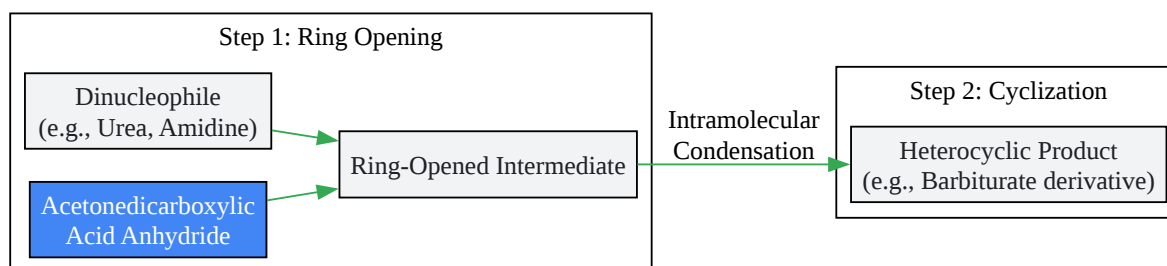 Step 1: Ring Opening
Dinucleophile
(e.g., Urea, Amidine)
Acetonedicarboxylic
Acid Anhydride
Ring-Opened Intermediate
Intramolecular
Condensation
Step 2: Cyclization
Heterocyclic Product
(e.g., Barbiturate derivative)